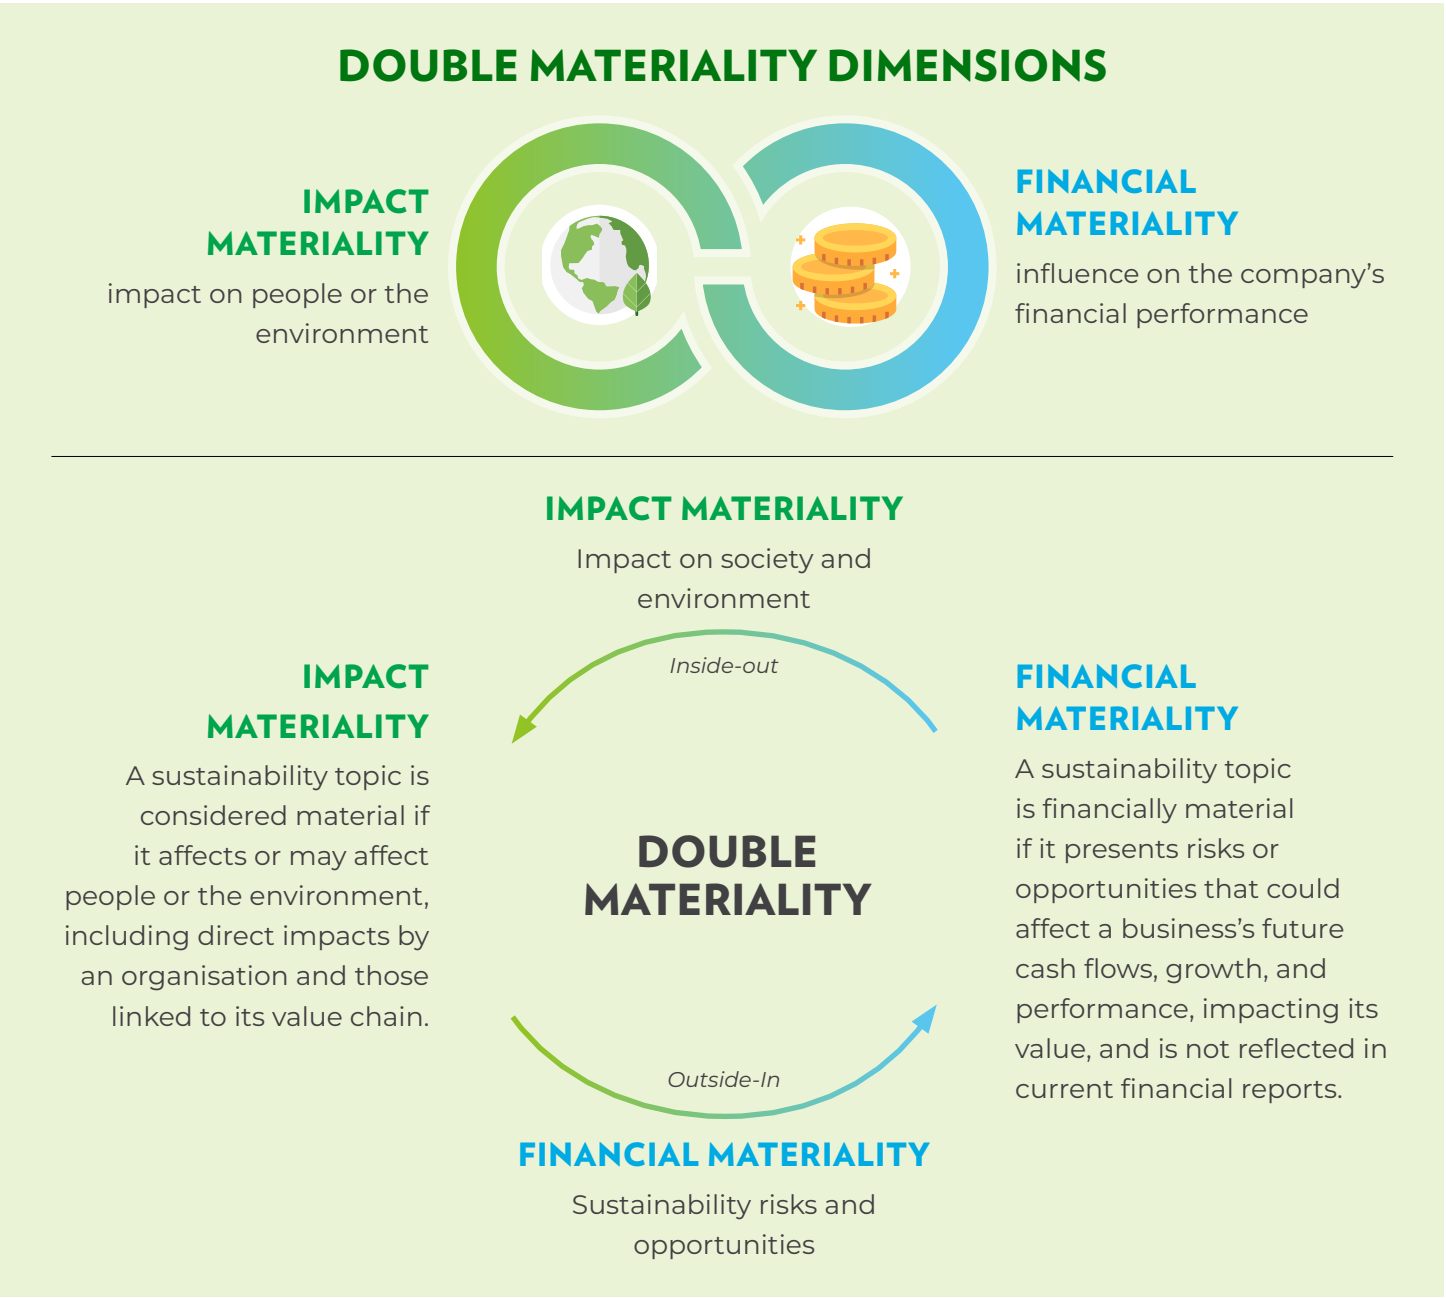 DOUBLE MATERIALITY DIMENSIONS
IMPACT
MATERIALITY
impact on people or the
environment
FINANCIAL
MATERIALITY
influence on the company’s
financial performance
IMPACT MATERIALITY
Impact on society and
environment
Inside-out
IMPACT
MATERIALITY
A sustainability topic is
considered material if
it affects or may affect
people or the environment,
including direct impacts by
an organisation and those
linked to its value chain.
DOUBLE
MATERIALITY
FINANCIAL
MATERIALITY
A sustainability topic
is financially material
if it presents risks or
opportunities that could
affect a business’s future
cash flows, growth, and
performance, impacting its
value, and is not reflected in
current financial reports.
Outside-In
FINANCIAL MATERIALITY
Sustainability risks and
opportunities